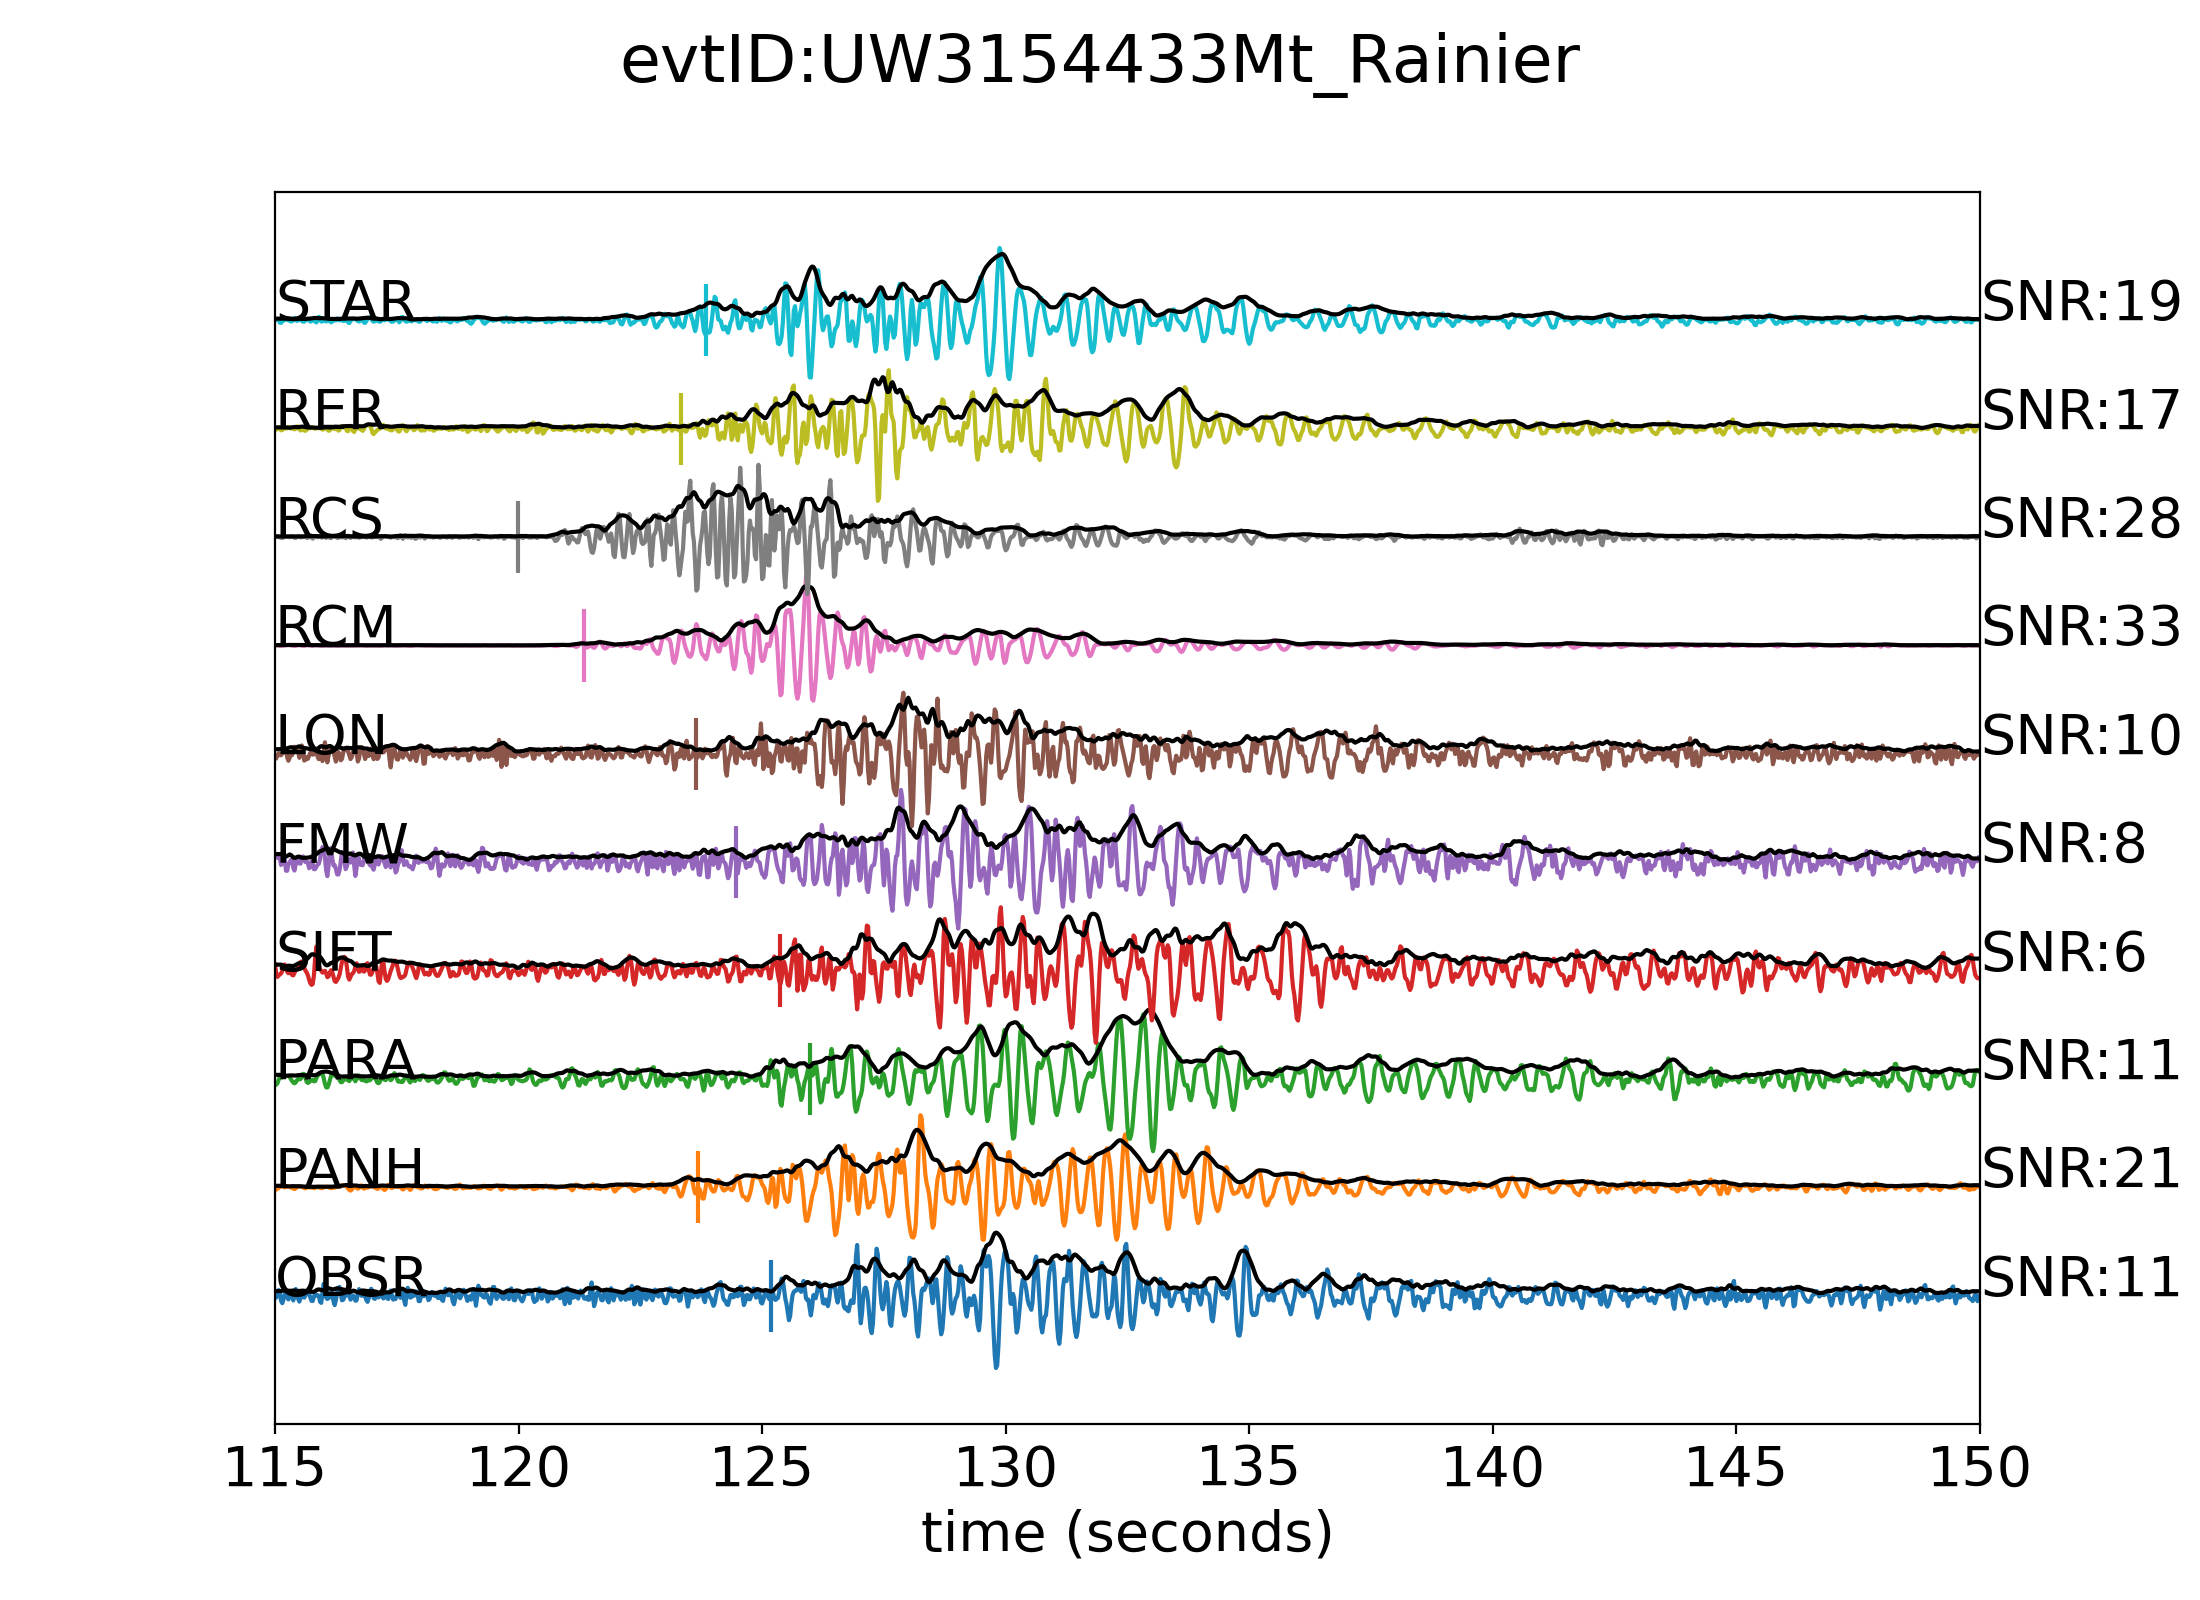 evtID:UW3154433Mt_Rainier
STAR SNR:19
RER SNR:17
RCS SNR:28
RCM SNR:33
LON SNR:10
FMW SNR:8
SIFT SNR:6
PARA SNR:11
PANH SNR:21
OBSR SNR:11
115 120 125 130 135 140 145 150
time (seconds)